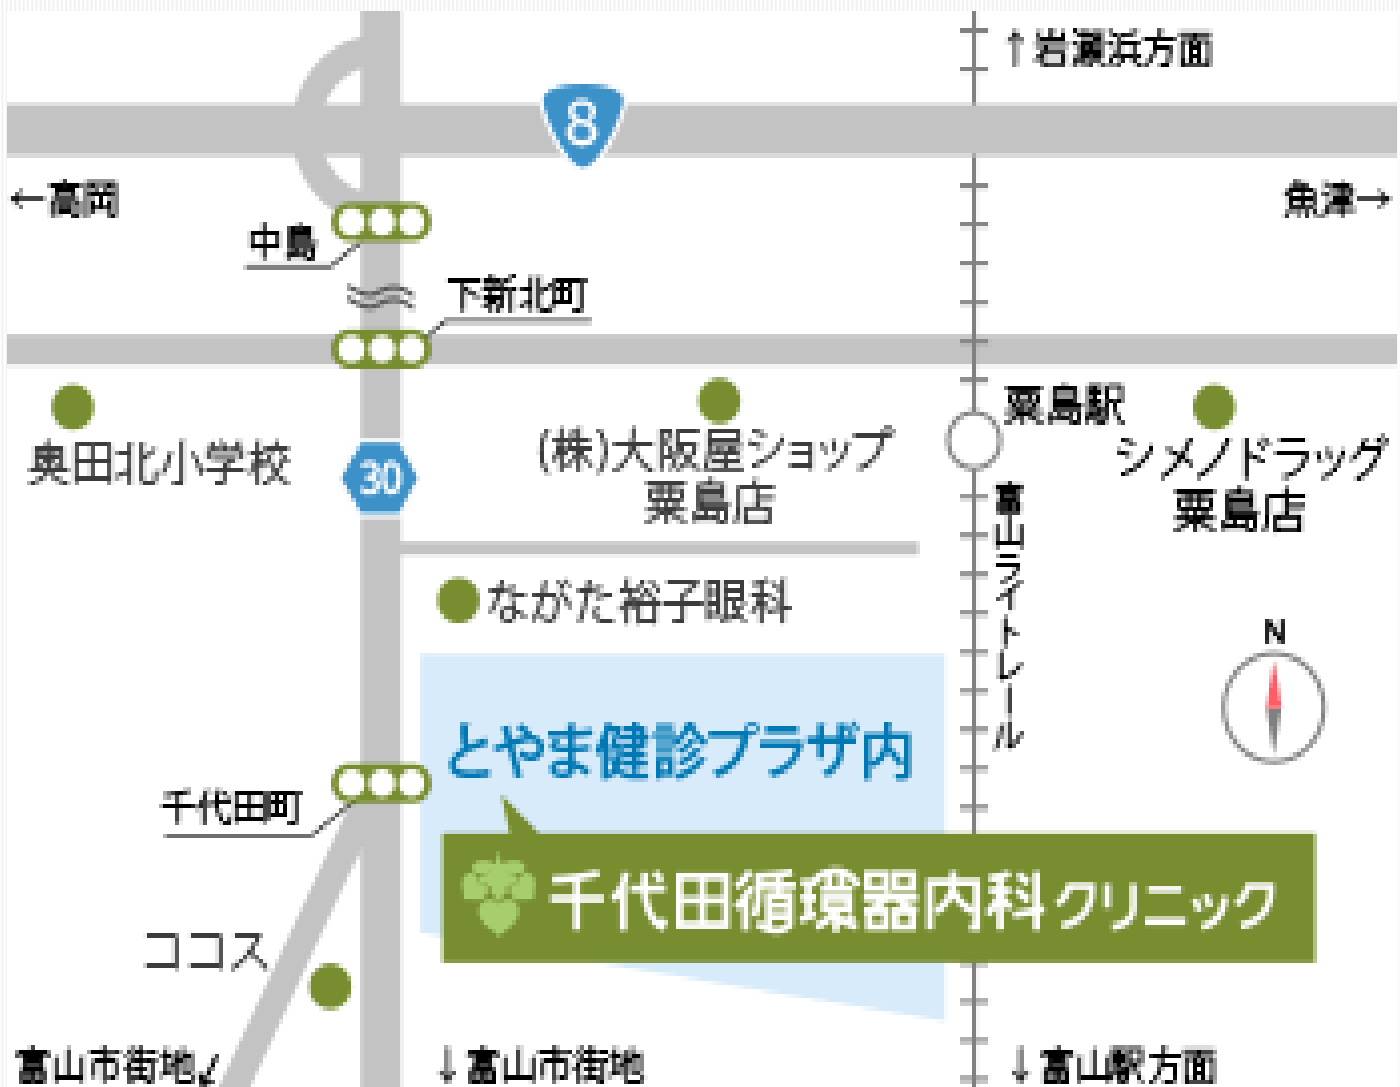 ↑岩瀬浜方面
8
←高岡
魚津→
中島
下新北町
奥田北小学校
30
(株)大阪屋ショップ
粟島店
粟島駅
シメノドラッグ
粟島店
富山ライトレール
ながた裕子眼科
N
とやま健診プラザ内
千代田町
千代田循環器内科クリニック
ココス
富山市街地↙
↓富山市街地
↓富山駅方面